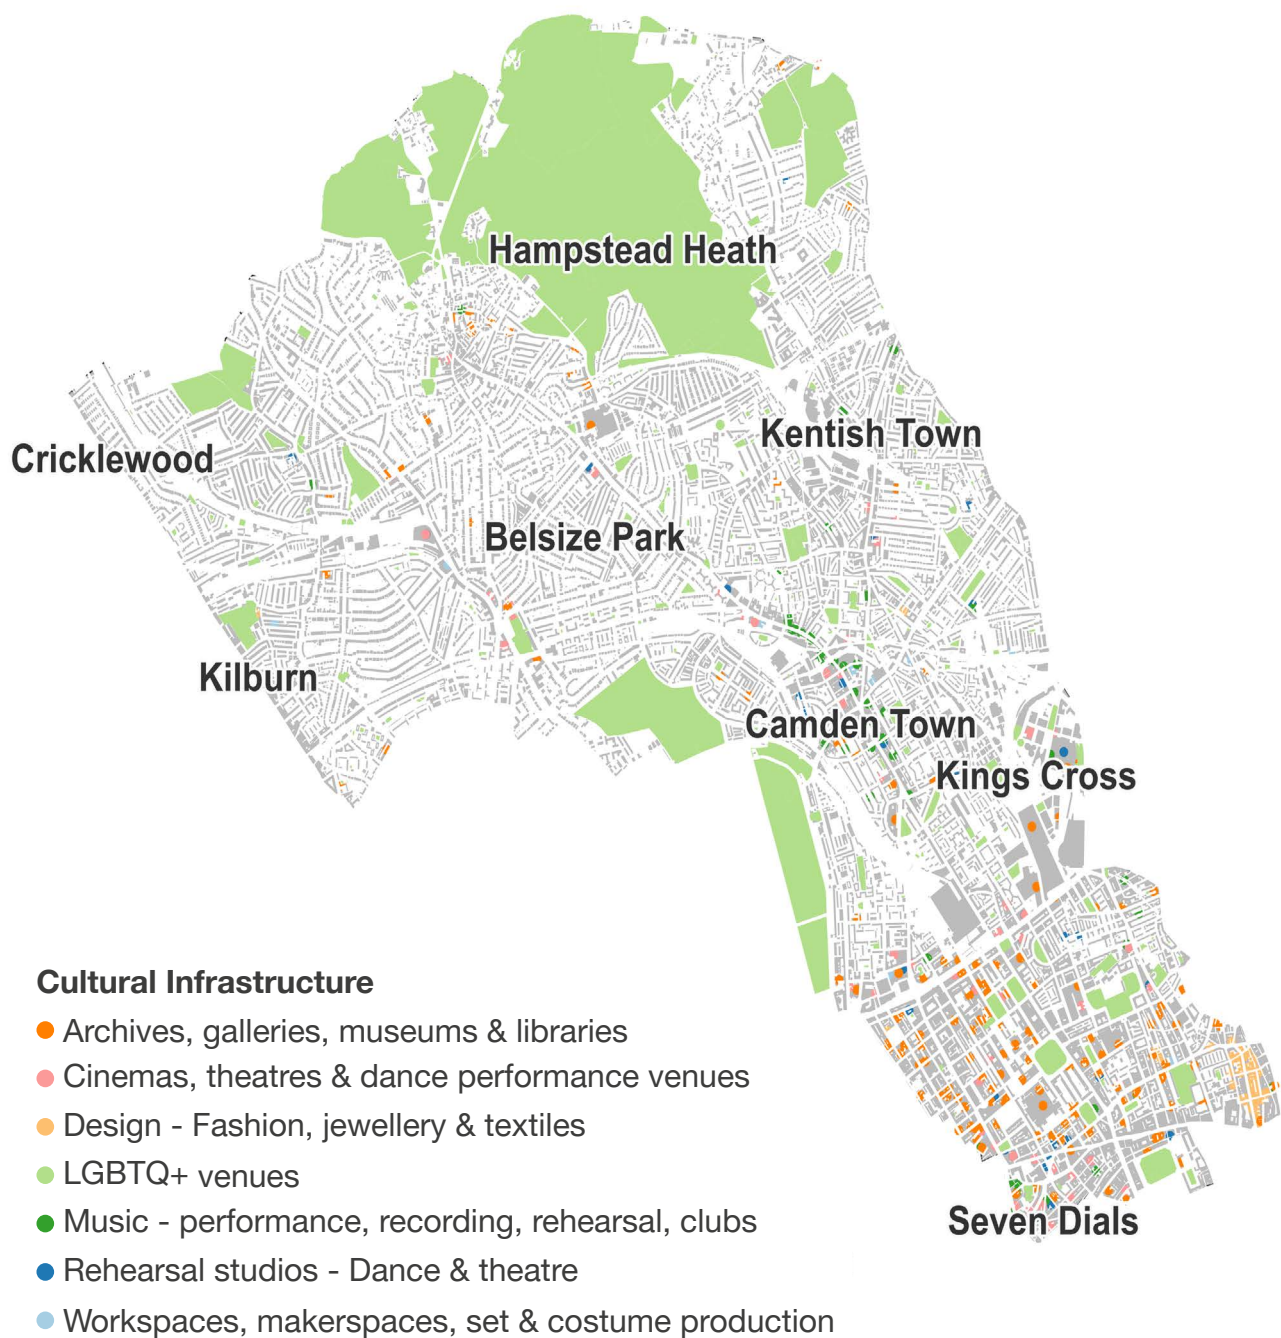 Hampstead Heath
Kentish Town
Cricklewood
Belsize Park
Kilburn
Camden Town
Kings Cross
Seven Dials
Cultural Infrastructure
Archives, galleries, museums & libraries
Cinemas, theatres & dance performance venues
Design - Fashion, jewellery & textiles
LGBTQ+ venues
Music - performance, recording, rehearsal, clubs
Rehearsal studios - Dance & theatre
Workspaces, makerspaces, set & costume production